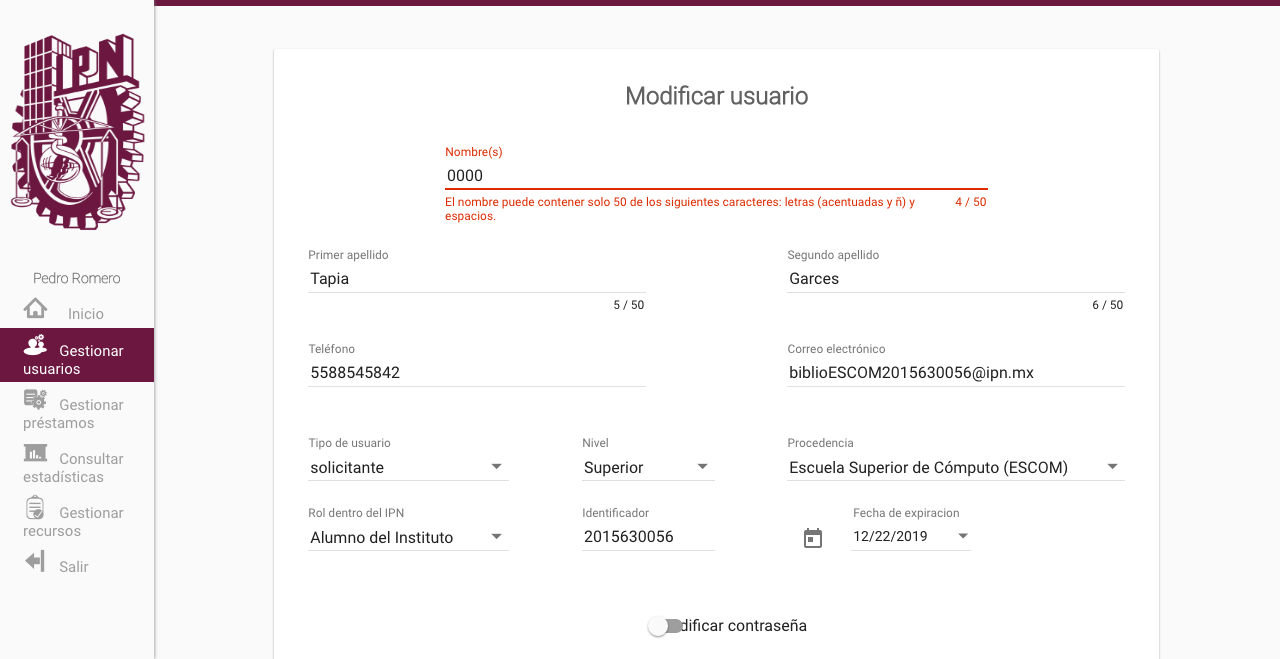 IPN
Pedro Romero
Inicio
Gestionar
usuarios
Gestionar
préstamos
Consultar
estadísticas
Gestionar
recursos
Salir
Modificar usuario
Nombre(s)
0000
El nombre puede contener solo 50 de los siguientes caracteres: letras (acentuadas y ñ) y 4 / 50
espacios.
Primer apellido Segundo apellido
Tapia Garces
5 / 50 6 / 50
Teléfono Correo electrónico
5588545842 biblioESCOM2015630056@ipn.mx
Tipo de usuario Nivel Procedencia
solicitante Superior Escuela Superior de Cómputo (ESCOM)
Rol dentro del IPN Identificador Fecha de expiracion
Alumno del Instituto 2015630056 12/22/2019
dificar contraseña